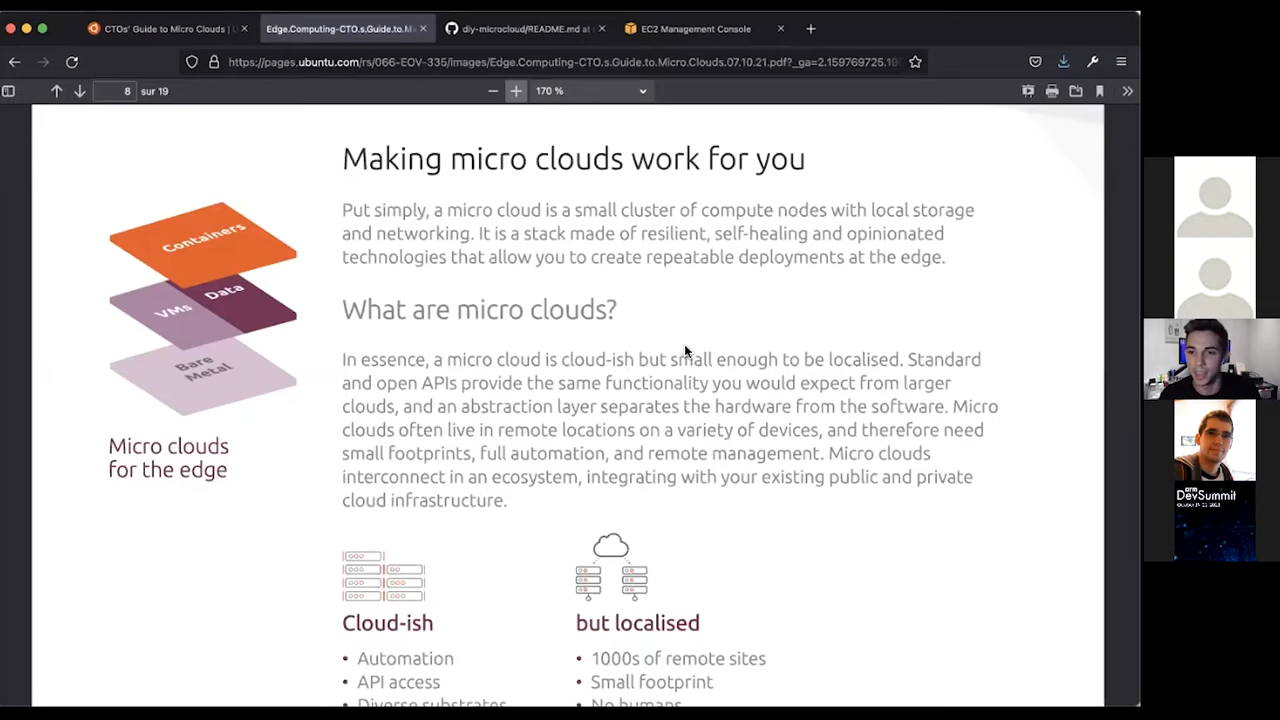 CTOs' Guide to Micro Clouds |
Edge.Computing-CTO.s.Guide.to.Mi
diy-microcloud/README.md at
EC2 Management Console
https://pages.ubuntu.com/rs/066-EOV-335/images/Edge.Computing-CTO.s.Guide.to.Micro.Clouds.07.10.21.pdf?_ga=2.159769725.19
8 sur 19
170 %
Making micro clouds work for you
Put simply, a micro cloud is a small cluster of compute nodes with local storage
and networking. It is a stack made of resilient, self-healing and opinionated
technologies that allow you to create repeatable deployments at the edge.
Containers
VMs Data
Bare
Metal
Micro clouds
for the edge
What are micro clouds?
In essence, a micro cloud is cloud-ish but small enough to be localised. Standard
and open APIs provide the same functionality you would expect from larger
clouds, and an abstraction layer separates the hardware from the software. Micro
clouds often live in remote locations on a variety of devices, and therefore need
small footprints, full automation, and remote management. Micro clouds
interconnect in an ecosystem, integrating with your existing public and private
cloud infrastructure.
Cloud-ish
• Automation
• API access
• Diverse substrates
but localised
• 1000s of remote sites
• Small footprint
• No humans
arm
DevSummit